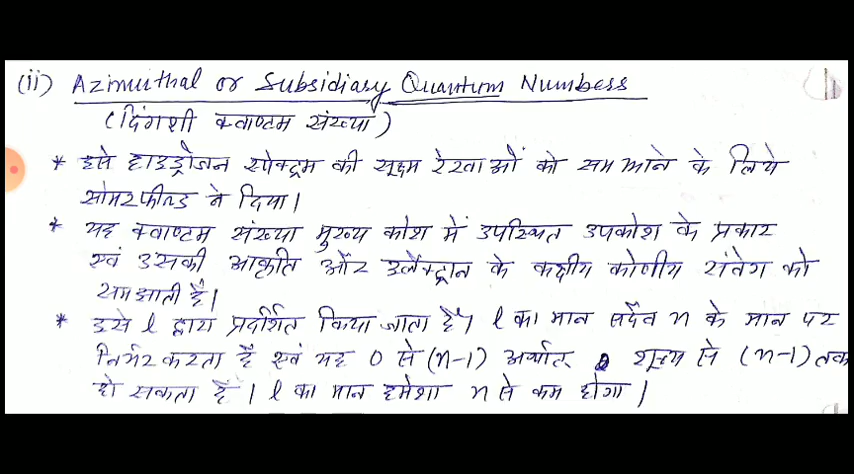 (ii) Azimuthal or Subsidiary Quantum Numbers
(दिंगशी क्वाण्टम संख्या)
* इसे हाइड्रोजन स्पेक्ट्रम की सूक्ष्म रेखाओं को समझाने के लिये
सोमरफील्ड ने दिया।
* यह क्वाण्टम संख्या मुख्य कोश में उपस्थित उपकोश के प्रकार
एवं उसकी आकृति और इलेक्ट्रान के कक्षीय कोणीय संवेग को
समझाती है।
* इसे l द्वारा प्रदर्शित किया जाता है। l का मान सदैव n के मान पर
निर्भर करता है एवं यह 0 से (n-1) अर्थात् शून्य से (n-1) तक
हो सकता है। l का मान हमेशा n से कम होगा।